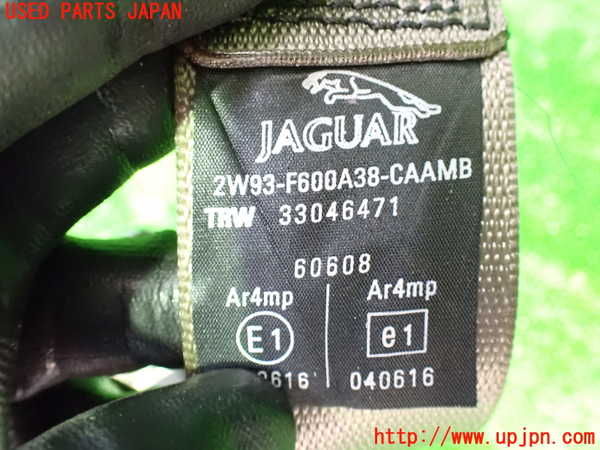 USED PARTS JAPAN
JAGUAR
2W93-F600A38-CAAMB
TRW 33046471
60608
Ar4mp Ar4mp
E1 e1
040616
http://www.upjpn.com